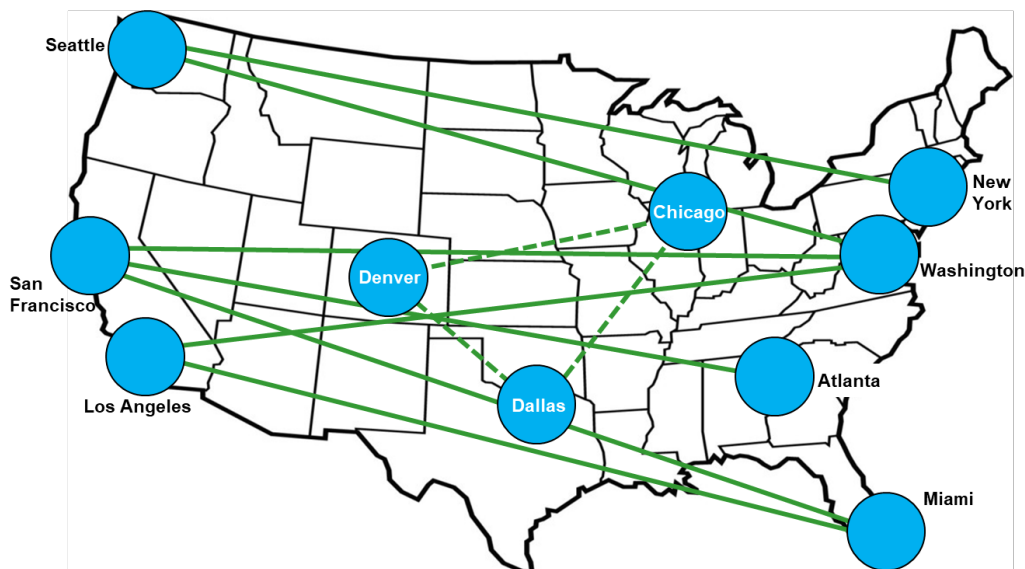 Seattle
New
York
Chicago
Washington
Denver
San
Francisco
Atlanta
Los Angeles
Dallas
Miami